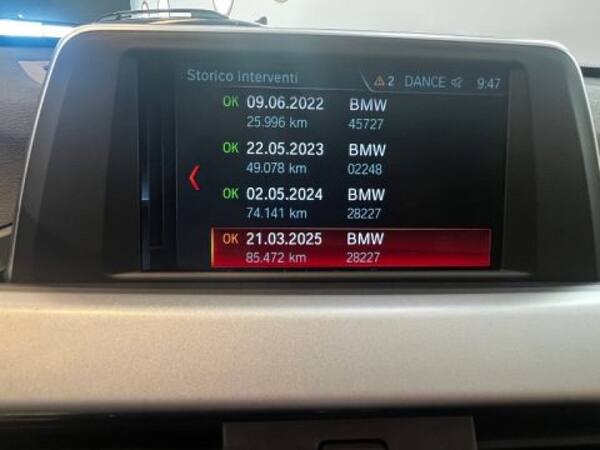 Storico interventi ⚠ 2 DANCE 9:47
OK 09.06.2022 BMW
25.996 km 45727
OK 22.05.2023 BMW
49.078 km 02248
OK 02.05.2024 BMW
74.141 km 28227
OK 21.03.2025 BMW
85.472 km 28227